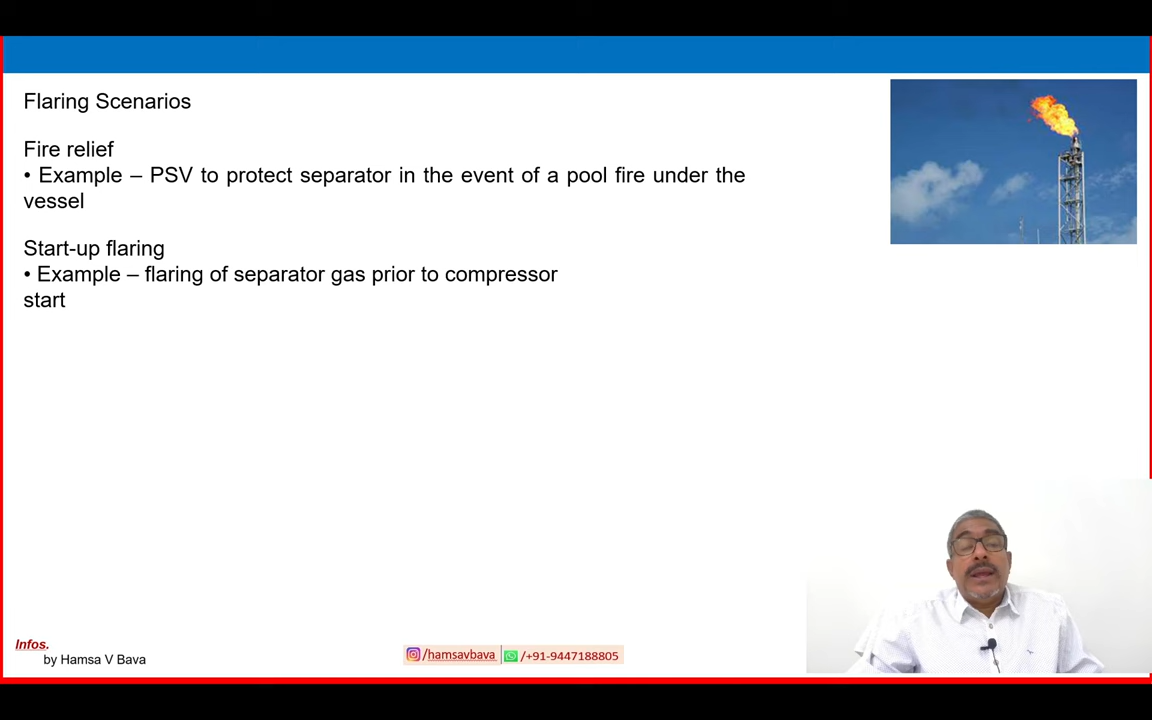 Flaring Scenarios
Fire relief
• Example – PSV to protect separator in the event of a pool fire under the
vessel
Start-up flaring
• Example – flaring of separator gas prior to compressor
start
Infos.
by Hamsa V Bava
/hamsavbava /+91-9447188805